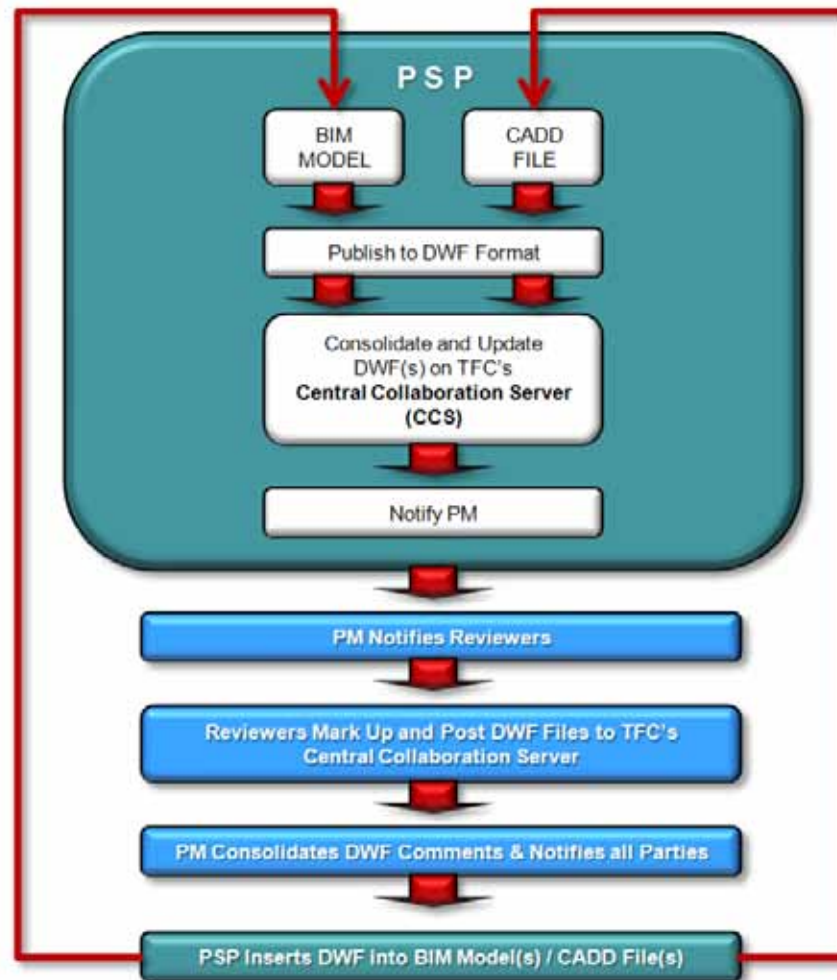 PSP
BIM
MODEL
CADD
FILE
Publish to DWF Format
Consolidate and Update
DWF(s) on TFC's
Central Collaboration Server
(CCS)
Notify PM
PM Notifies Reviewers
Reviewers Mark Up and Post DWF Files to TFC's
Central Collaboration Server
PM Consolidates DWF Comments & Notifies all Parties
PSP Inserts DWF into BIM Model(s) / CADD File(s)